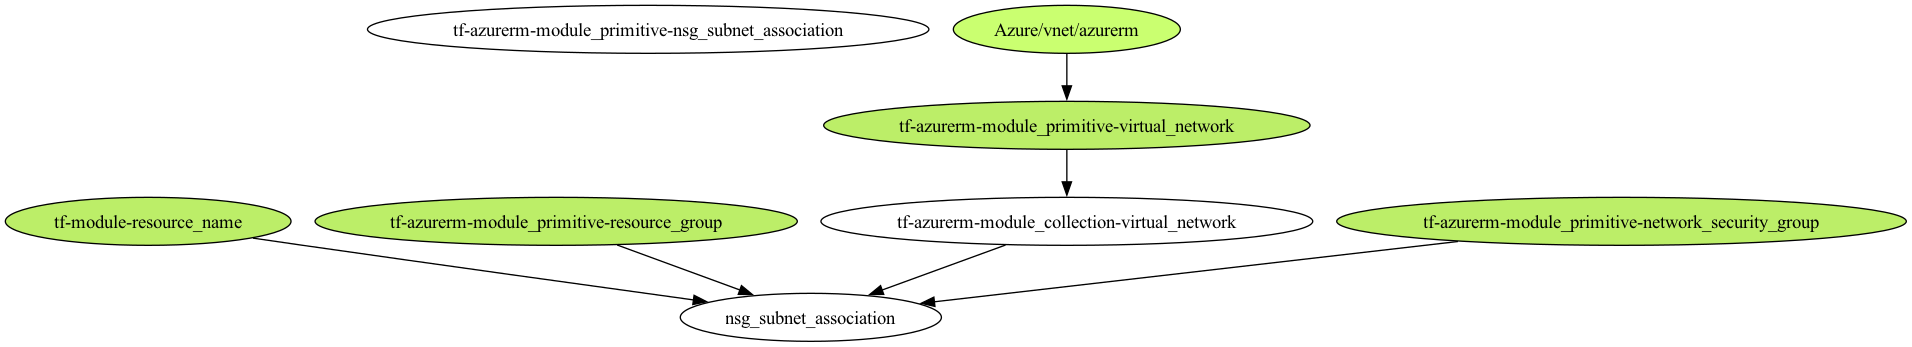 tf-azurerm-module_primitive-nsg_subnet_association
Azure/vnet/azurerm
tf-azurerm-module_primitive-virtual_network
tf-module-resource_name
tf-azurerm-module_primitive-resource_group
tf-azurerm-module_collection-virtual_network
tf-azurerm-module_primitive-network_security_group
nsg_subnet_association